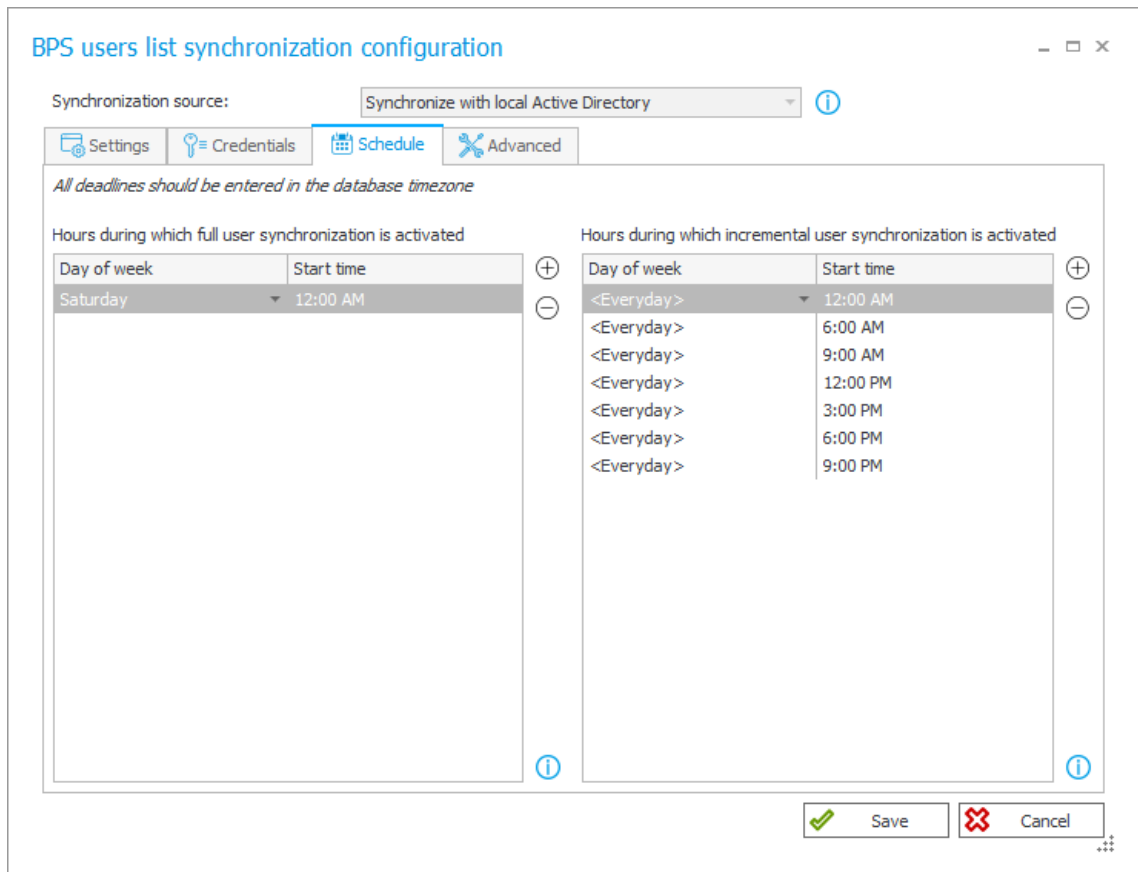 BPS users list synchronization configuration
Synchronization source: Synchronize with local Active Directory
Settings Credentials Schedule Advanced
All deadlines should be entered in the database timezone
Hours during which full user synchronization is activated
Day of week Start time
Saturday 12:00 AM
Hours during which incremental user synchronization is activated
Day of week Start time
<Everyday> 12:00 AM
<Everyday> 6:00 AM
<Everyday> 9:00 AM
<Everyday> 12:00 PM
<Everyday> 3:00 PM
<Everyday> 6:00 PM
<Everyday> 9:00 PM
Save Cancel